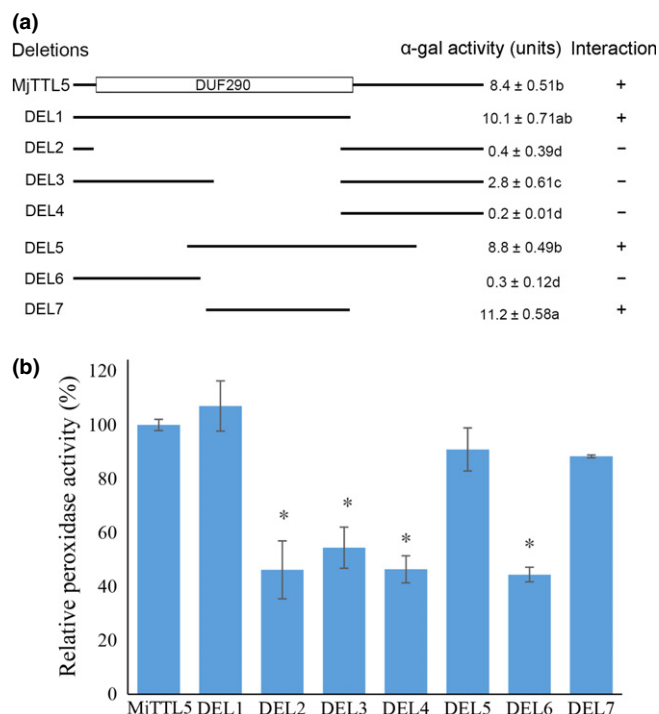 (a)
Deletions α-gal activity (units) Interaction
MjTTL5 DUF290 8.4 ± 0.51b +
DEL1 10.1 ± 0.71ab +
DEL2 0.4 ± 0.39d −
DEL3 2.8 ± 0.61c −
DEL4 0.2 ± 0.01d −
DEL5 8.8 ± 0.49b +
DEL6 0.3 ± 0.12d −
DEL7 11.2 ± 0.58a +
(b)
Relative peroxidase activity (%)
120
100
80
60
40
20
0
* * * *
MjTTL5 DEL1 DEL2 DEL3 DEL4 DEL5 DEL6 DEL7